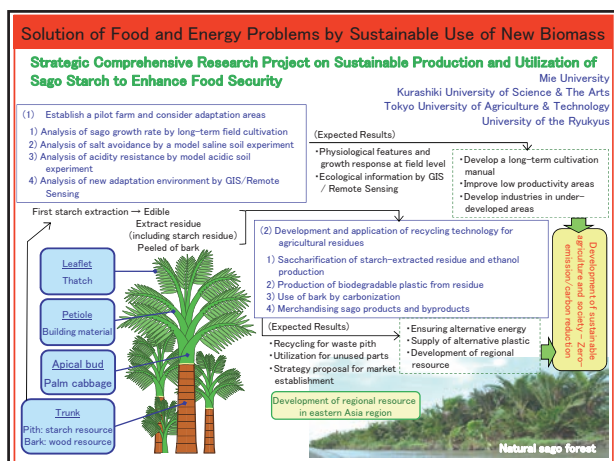 Solution of Food and Energy Problems by Sustainable Use of New Biomass
Strategic Comprehensive Research Project on Sustainable Production and Utilization of
Sago Starch to Enhance Food Security
Mie University
Kurashiki University of Science & The Arts
Tokyo University of Agriculture & Technology
University of the Ryukyus
(1) Establish a pilot farm and consider adaptation areas
1) Analysis of sago growth rate by long-term field cultivation
2) Analysis of salt avoidance by a model saline soil experiment
3) Analysis of acidity resistance by model acidic soil
experiment
4) Analysis of new adaptation environment by GIS/Remote
Sensing
(Expected Results)
・Physiological features and
growth response at field level
・Ecological information by GIS
/ Remote Sensing
・Develop a long-term cultivation
manual
・Improve low productivity areas
・Develop industries in under-
developed areas
First starch extraction → Edible
Extract residue
(including starch residue)
Peeled of bark
(2) Development and application of recycling technology for
agricultural residues
1) Saccharification of starch-extracted residue and ethanol
production
2) Production of biodegradable plastic from residue
3) Use of bark by carbonization
4) Merchandising sago products and byproducts
Development of sustainable
agriculture and society - Zero-
emission/carbon reduction
Leaflet
Thatch
Petiole
Building material
Apical bud
Palm cabbage
Trunk
Pith: starch resource
Bark: wood resource
(Expected Results)
・Recycling for waste pith
・Utilization for unused parts
・Strategy proposal for market
establishment
・Ensuring alternative energy
・Supply of alternative plastic
・Development of regional
resource
Development of regional resource
in eastern Asia region
Natural sago forest